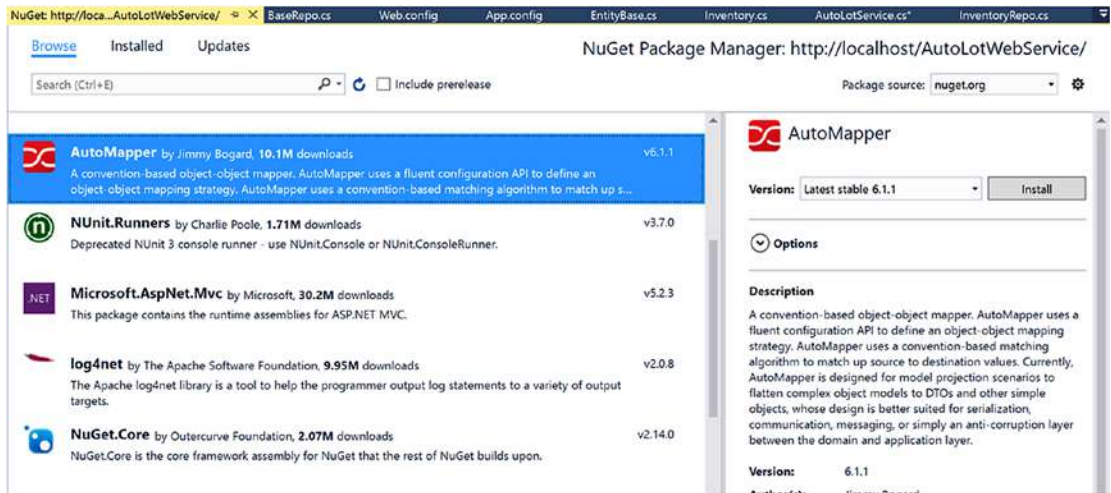 NuGet: http://loca...AutoLotWebService/ BaseRepo.cs Web.config App.config EntityBase.cs Inventory.cs AutoLotService.cs* InventoryRepo.cs
Browse Installed Updates NuGet Package Manager: http://localhost/AutoLotWebService/
Search (Ctrl+E) Include prerelease Package source: nuget.org
AutoMapper by Jimmy Bogard, 10.1M downloads v6.1.1
A convention-based object-object mapper. AutoMapper uses a fluent configuration API to define an
object-object mapping strategy. AutoMapper uses a convention-based matching algorithm to match up s...
NUnit.Runners by Charlie Poole, 1.71M downloads v3.7.0
Deprecated NUnit 3 console runner - use NUnit.Console or NUnit.ConsoleRunner.
.NET
Microsoft.AspNet.Mvc by Microsoft, 30.2M downloads v5.2.3
This package contains the runtime assemblies for ASP.NET MVC.
log4net by The Apache Software Foundation, 9.95M downloads v2.0.8
The Apache log4net library is a tool to help the programmer output log statements to a variety of output
targets.
NuGet.Core by Outercurve Foundation, 2.07M downloads v2.14.0
NuGet.Core is the core framework assembly for NuGet that the rest of NuGet builds upon.
AutoMapper
Version: Latest stable 6.1.1 Install
Options
Description
A convention-based object-object mapper. AutoMapper uses a
fluent configuration API to define an object-object mapping
strategy. AutoMapper uses a convention-based matching
algorithm to match up source to destination values. Currently,
AutoMapper is designed for model projection scenarios to
flatten complex object models to DTOs and other simple
objects, whose design is better suited for serialization,
communication, messaging, or simply an anti-corruption layer
between the domain and application layer.
Version: 6.1.1